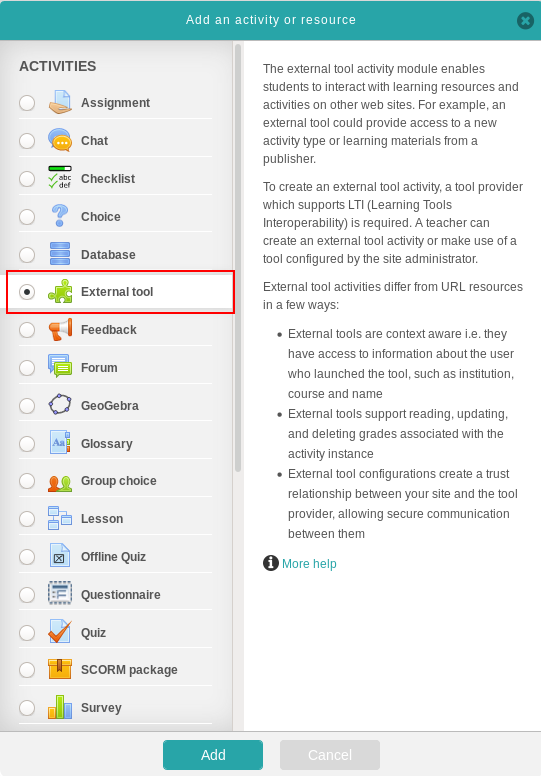 Add an activity or resource
ACTIVITIES
Assignment
Chat
abc
def
Checklist
Choice
Database
External tool
Feedback
Forum
GeoGebra
Aa
Glossary
Group choice
Lesson
Offline Quiz
Questionnaire
Quiz
SCORM package
Survey
The external tool activity module enables
students to interact with learning resources and
activities on other web sites. For example, an
external tool could provide access to a new
activity type or learning materials from a
publisher.
To create an external tool activity, a tool provider
which supports LTI (Learning Tools
Interoperability) is required. A teacher can
create an external tool activity or make use of a
tool configured by the site administrator.
External tool activities differ from URL resources
in a few ways:
• External tools are context aware i.e. they
have access to information about the user
who launched the tool, such as institution,
course and name
• External tools support reading, updating,
and deleting grades associated with the
activity instance
• External tool configurations create a trust
relationship between your site and the tool
provider, allowing secure communication
between them
More help
Add
Cancel